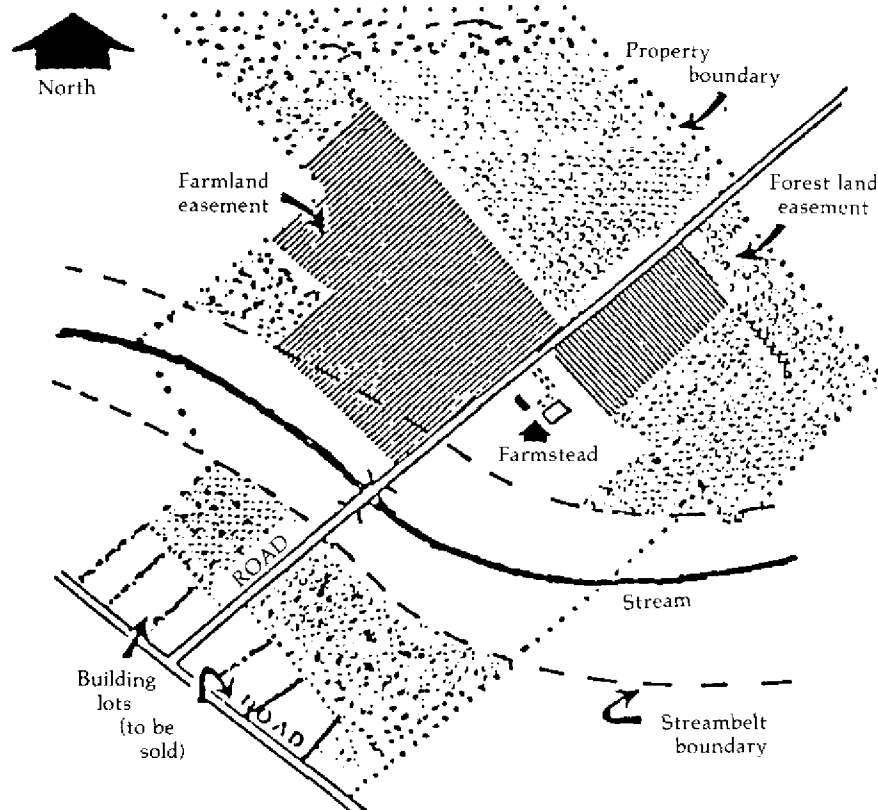 North
Property
boundary
Farmland
easement
Forest land
easement
Farmstead
ROAD
Stream
Building
lots
(to be
sold)
ROAD
Streambelt
boundary